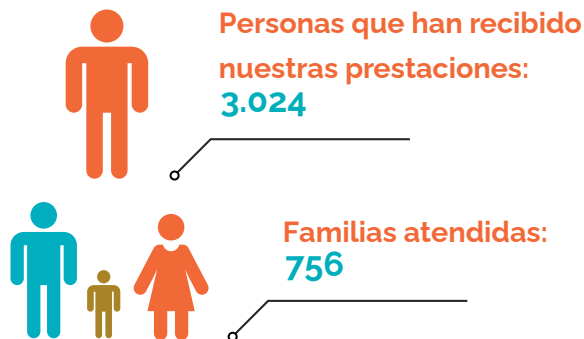 Personas que han recibido
nuestras prestaciones:
3.024
Familias atendidas:
756